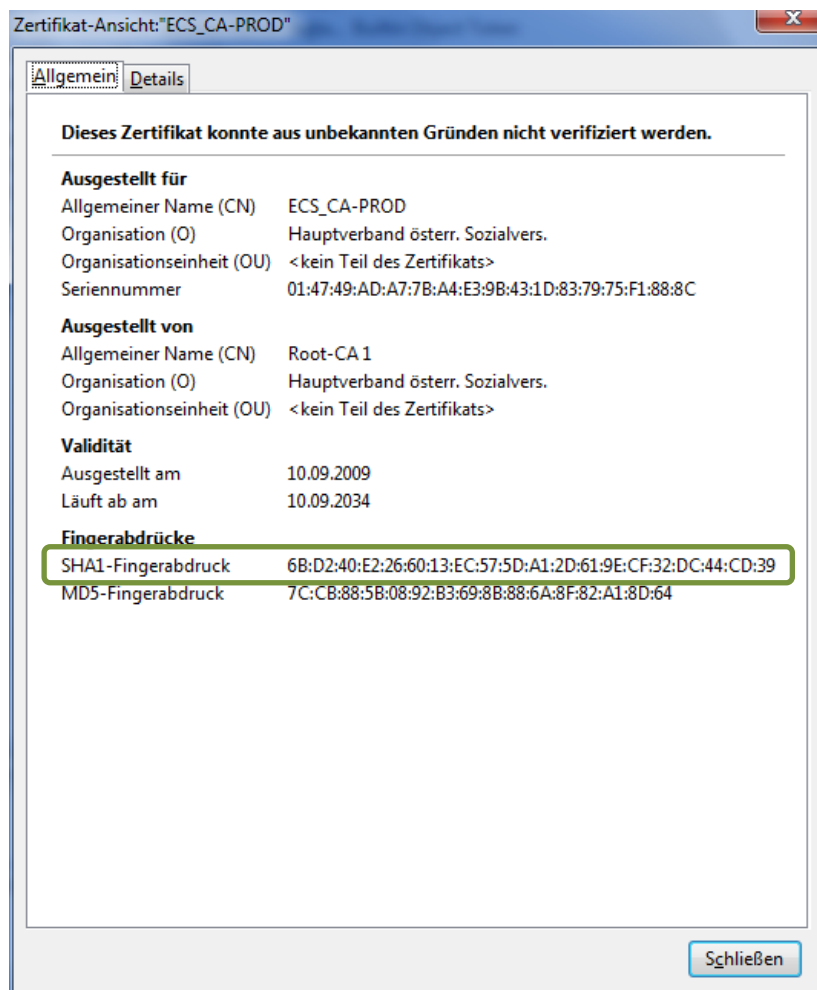 Zertifikat-Ansicht:"ECS_CA-PROD"
Allgemein Details
Dieses Zertifikat konnte aus unbekannten Gründen nicht verifiziert werden.
Ausgestellt für
Allgemeiner Name (CN) ECS_CA-PROD
Organisation (O) Hauptverband österr. Sozialvers.
Organisationseinheit (OU) <kein Teil des Zertifikats>
Seriennummer 01:47:49:AD:A7:7B:A4:E3:9B:43:1D:83:79:75:F1:88:8C
Ausgestellt von
Allgemeiner Name (CN) Root-CA 1
Organisation (O) Hauptverband österr. Sozialvers.
Organisationseinheit (OU) <kein Teil des Zertifikats>
Validität
Ausgestellt am 10.09.2009
Läuft ab am 10.09.2034
Fingerabdrücke
SHA1-Fingerabdruck 6B:D2:40:E2:26:60:13:EC:57:5D:A1:2D:61:9E:CF:32:DC:44:CD:39
MD5-Fingerabdruck 7C:CB:88:5B:08:92:B3:69:8B:88:6A:8F:82:A1:8D:64
Schließen